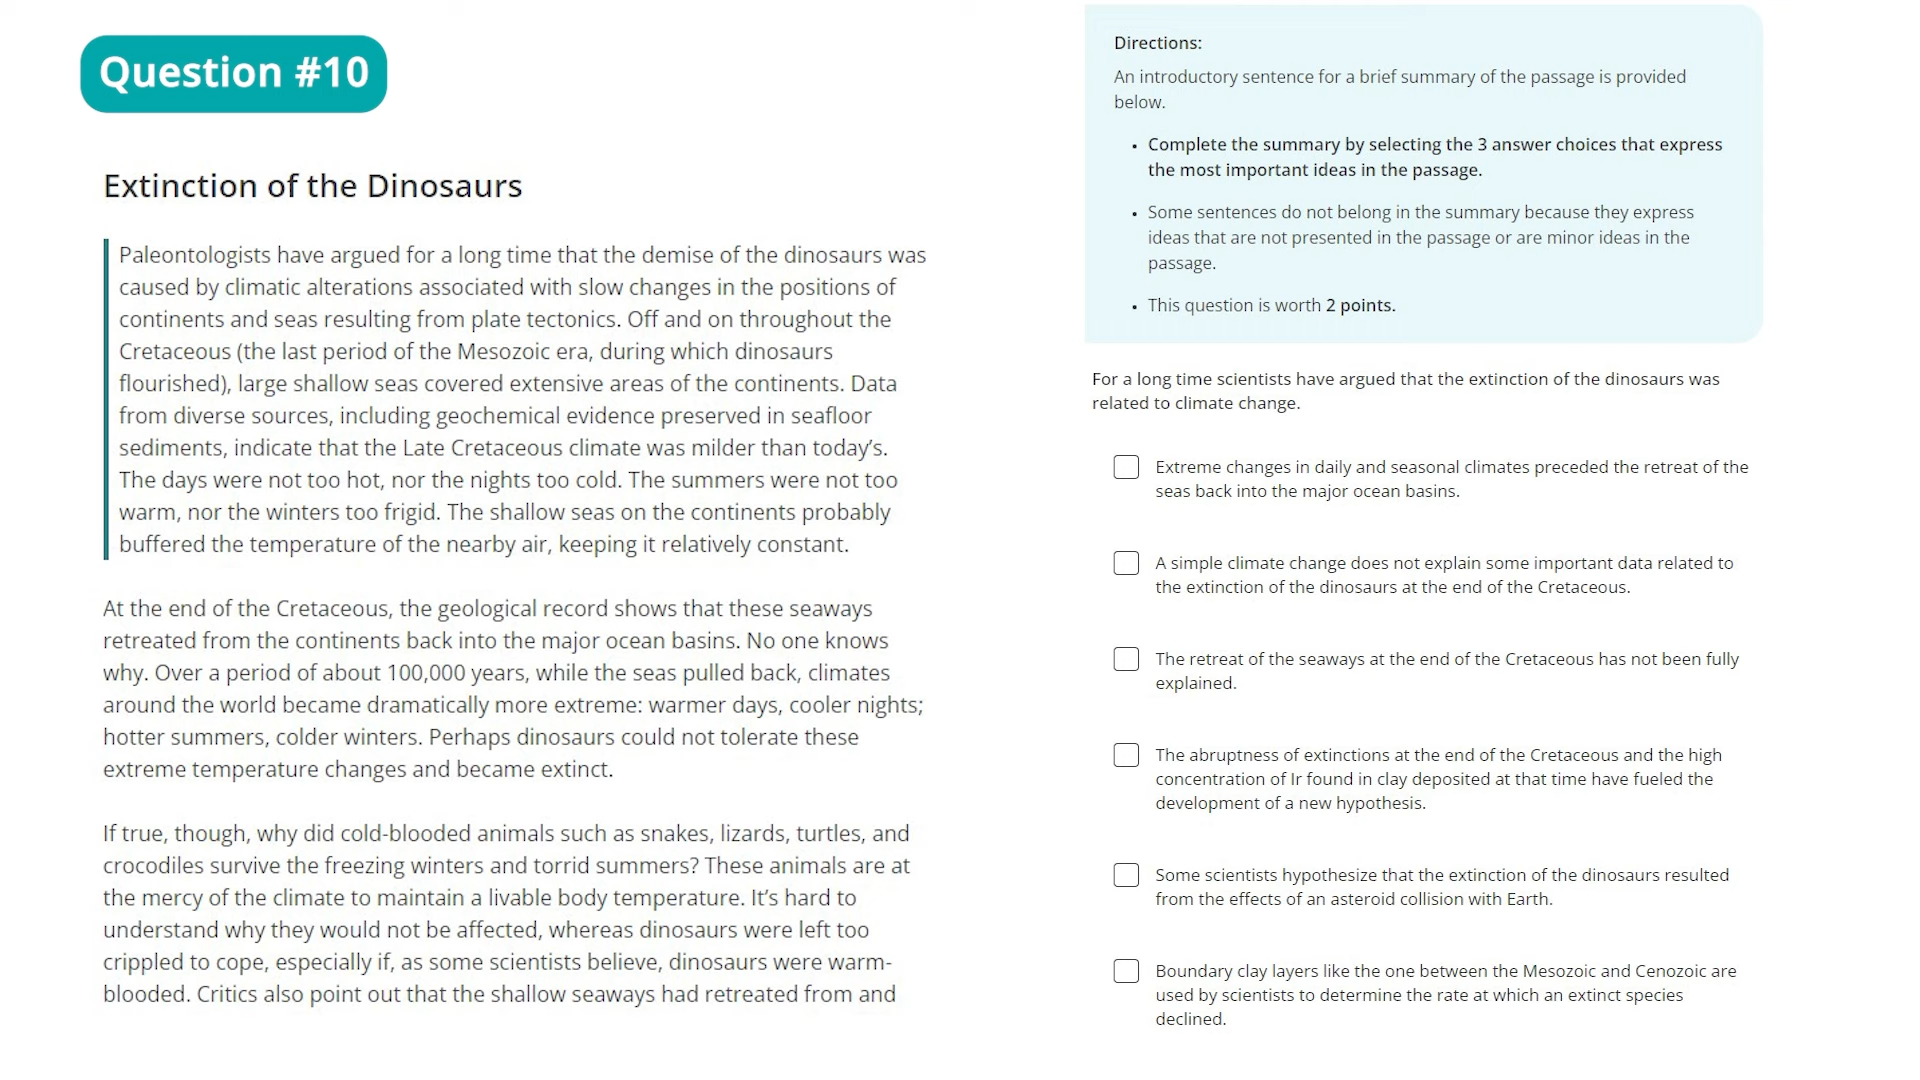 Question #10
Extinction of the Dinosaurs
Paleontologists have argued for a long time that the demise of the dinosaurs was
caused by climatic alterations associated with slow changes in the positions of
continents and seas resulting from plate tectonics. Off and on throughout the
Cretaceous (the last period of the Mesozoic era, during which dinosaurs
flourished), large shallow seas covered extensive areas of the continents. Data
from diverse sources, including geochemical evidence preserved in seafloor
sediments, indicate that the Late Cretaceous climate was milder than today's.
The days were not too hot, nor the nights too cold. The summers were not too
warm, nor the winters too frigid. The shallow seas on the continents probably
buffered the temperature of the nearby air, keeping it relatively constant.
At the end of the Cretaceous, the geological record shows that these seaways
retreated from the continents back into the major ocean basins. No one knows
why. Over a period of about 100,000 years, while the seas pulled back, climates
around the world became dramatically more extreme: warmer days, cooler nights;
hotter summers, colder winters. Perhaps dinosaurs could not tolerate these
extreme temperature changes and became extinct.
If true, though, why did cold-blooded animals such as snakes, lizards, turtles, and
crocodiles survive the freezing winters and torrid summers? These animals are at
the mercy of the climate to maintain a livable body temperature. It's hard to
understand why they would not be affected, whereas dinosaurs were left too
crippled to cope, especially if, as some scientists believe, dinosaurs were warm-
blooded. Critics also point out that the shallow seaways had retreated from and
Directions:
An introductory sentence for a brief summary of the passage is provided
below.
• Complete the summary by selecting the 3 answer choices that express
the most important ideas in the passage.
• Some sentences do not belong in the summary because they express
ideas that are not presented in the passage or are minor ideas in the
passage.
• This question is worth 2 points.
For a long time scientists have argued that the extinction of the dinosaurs was
related to climate change.
Extreme changes in daily and seasonal climates preceded the retreat of the
seas back into the major ocean basins.
A simple climate change does not explain some important data related to
the extinction of the dinosaurs at the end of the Cretaceous.
The retreat of the seaways at the end of the Cretaceous has not been fully
explained.
The abruptness of extinctions at the end of the Cretaceous and the high
concentration of Ir found in clay deposited at that time have fueled the
development of a new hypothesis.
Some scientists hypothesize that the extinction of the dinosaurs resulted
from the effects of an asteroid collision with Earth.
Boundary clay layers like the one between the Mesozoic and Cenozoic are
used by scientists to determine the rate at which an extinct species
declined.